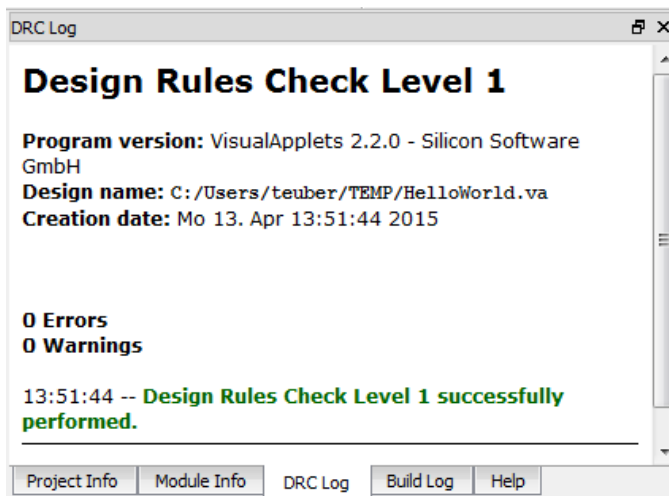 DRC Log
Design Rules Check Level 1
Program version: VisualApplets 2.2.0 - Silicon Software
GmbH
Design name: C:/Users/teuber/TEMP/HelloWorld.va
Creation date: Mo 13. Apr 13:51:44 2015
0 Errors
0 Warnings
13:51:44 -- Design Rules Check Level 1 successfully
performed.
Project Info Module Info DRC Log Build Log Help